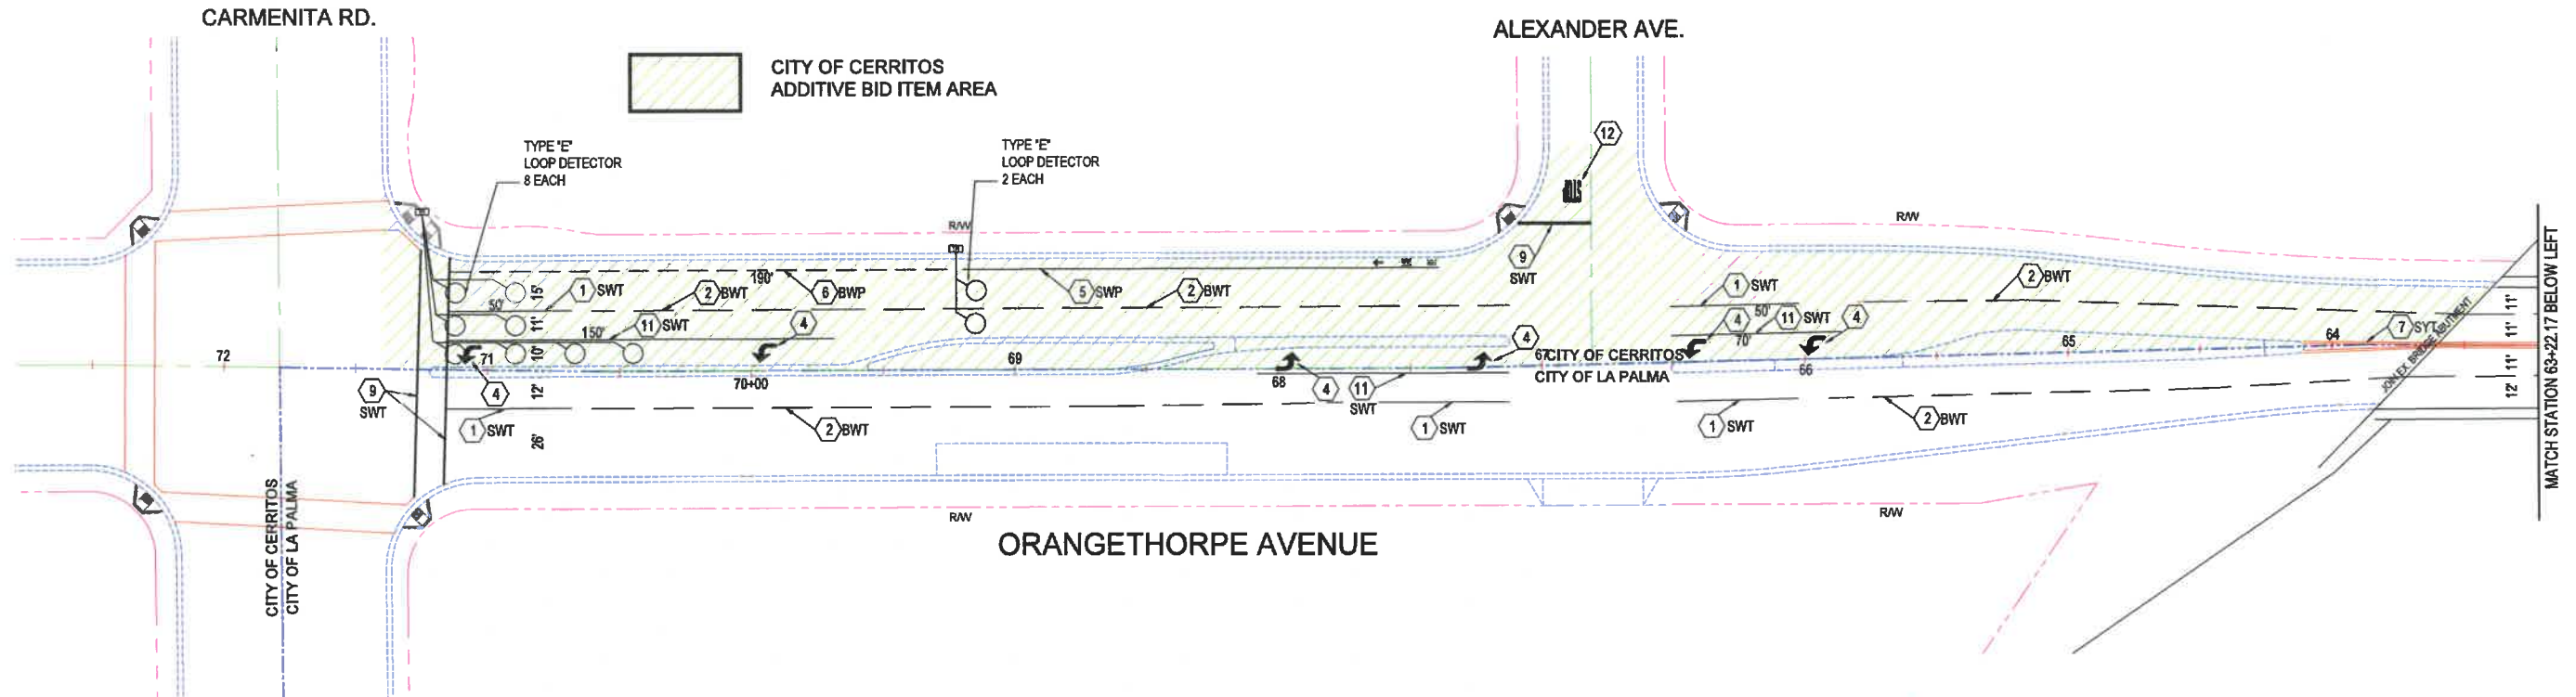 CARMENITA RD.
ALEXANDER AVE.
CITY OF CERRITOS
ADDITIVE BID ITEM AREA
TYPE "E"
LOOP DETECTOR
8 EACH
TYPE "E"
LOOP DETECTOR
2 EACH
12
R/W
R/W
9
SWT
190'
15'
50'
1 SWT
2 BWT
6 BWP
5 SWP
2 BWT
1 SWT
2 BWT
11'
150'
11 SWT
4
4
50'
11 SWT
4
70'
10'
71
72
69
4
67
CITY OF CERRITOS
CITY OF LA PALMA
65
64
7 SYT
11'
11'
11'
12'
JOIN EX. BRIDGE ABUTMENT
MATCH STATION 63+22.17 BELOW LEFT
70+00
68
66
9
SWT
4
12'
4
11
SWT
1 SWT
2 BWT
1 SWT
1 SWT
2 BWT
26'
CITY OF CERRITOS
CITY OF LA PALMA
R/W
R/W
ORANGETHORPE AVENUE